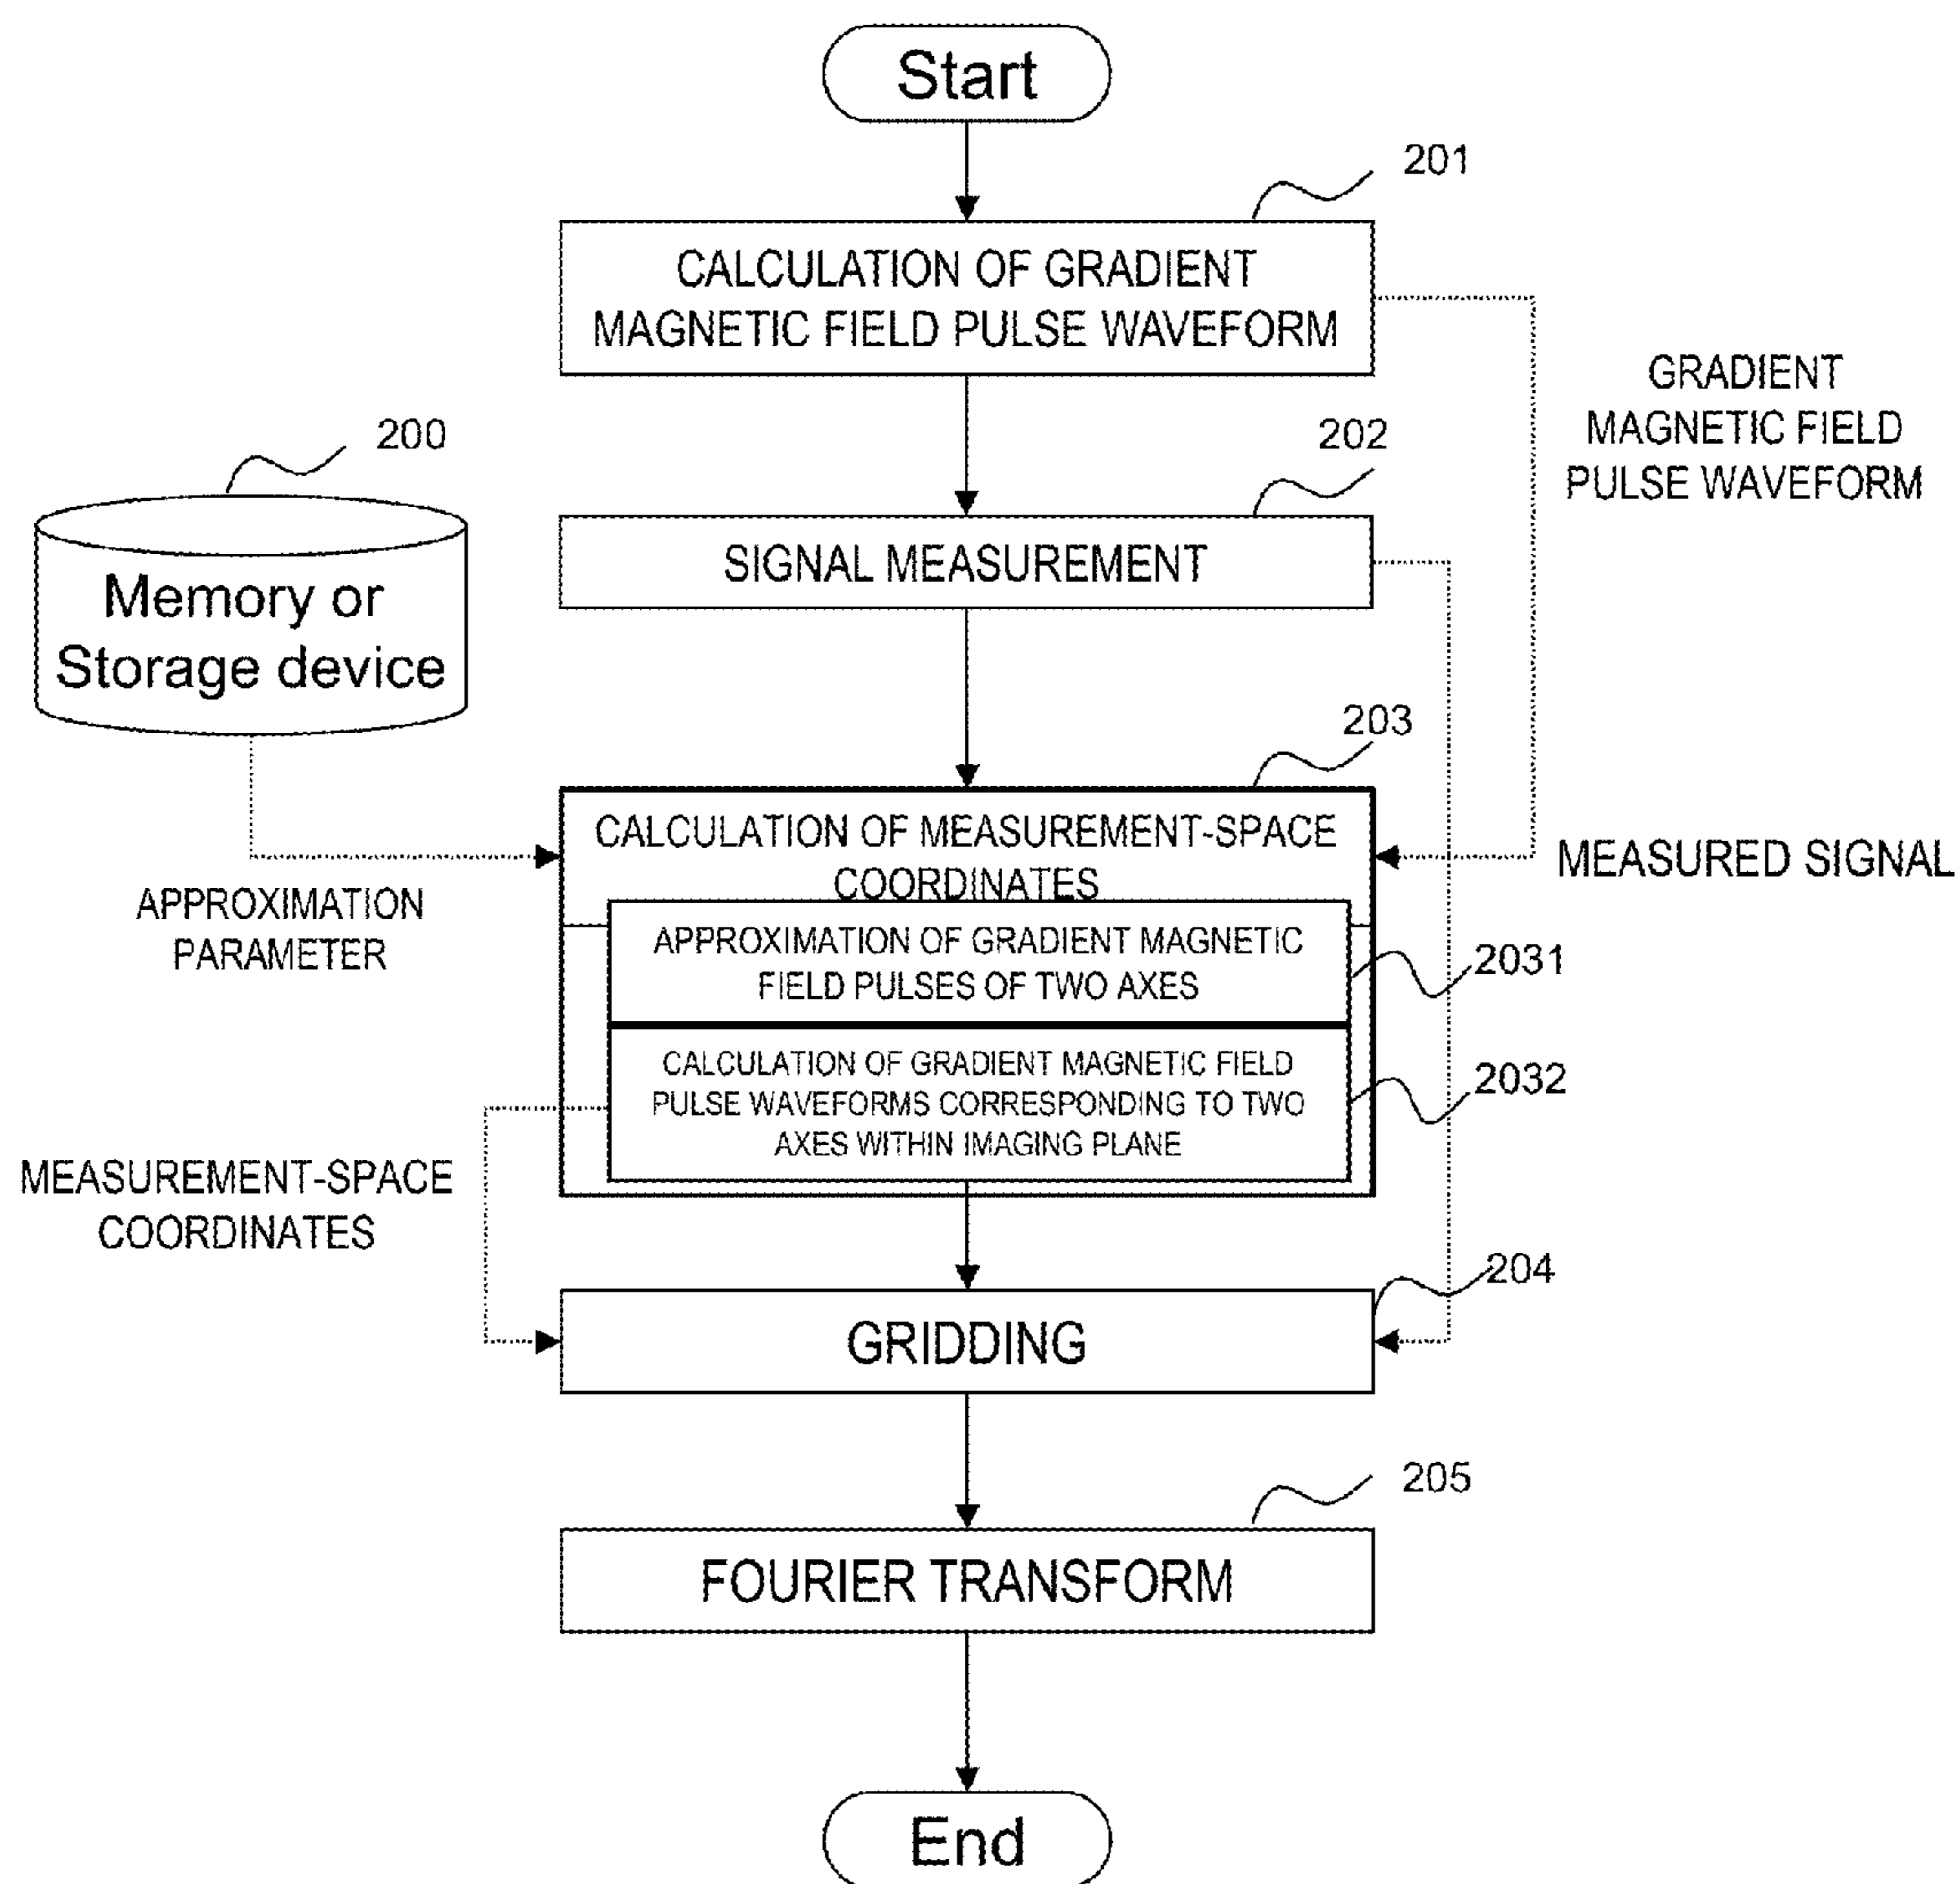 Start
201
CALCULATION OF GRADIENT
MAGNETIC FIELD PULSE WAVEFORM
GRADIENT
MAGNETIC FIELD
PULSE WAVEFORM
200
202
Memory or
Storage device
SIGNAL MEASUREMENT
203
CALCULATION OF MEASUREMENT-SPACE
COORDINATES
MEASURED SIGNAL
APPROXIMATION
PARAMETER
APPROXIMATION OF GRADIENT MAGNETIC
FIELD PULSES OF TWO AXES
2031
CALCULATION OF GRADIENT MAGNETIC FIELD
PULSE WAVEFORMS CORRESPONDING TO TWO
AXES WITHIN IMAGING PLANE
2032
MEASUREMENT-SPACE
COORDINATES
204
GRIDDING
205
FOURIER TRANSFORM
End